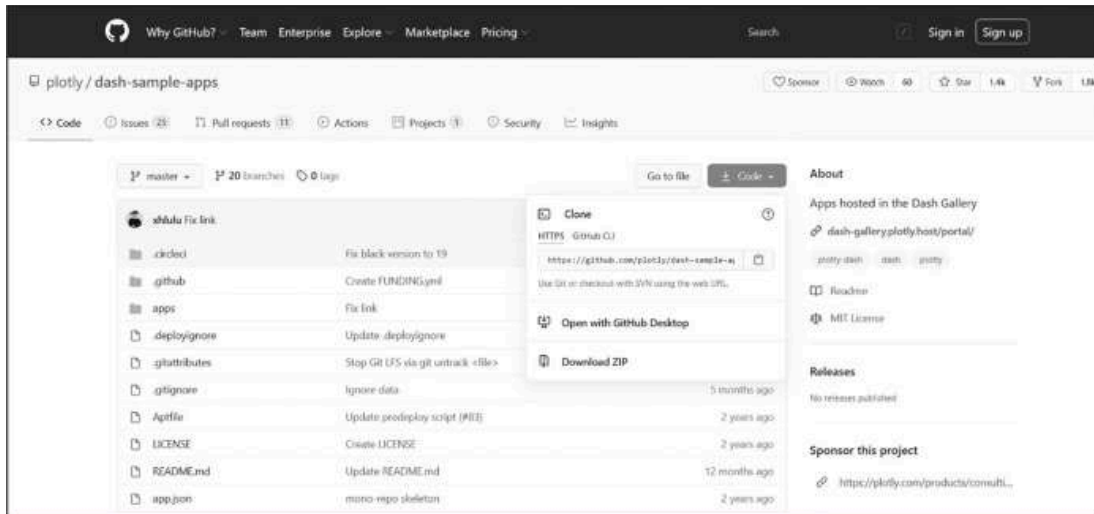 Why GitHub? Team Enterprise Explore Marketplace Pricing Search / Sign in Sign up
plotly / dash-sample-apps Sponsor Watch 60 Star 1.4k Fork 1.8k
<> Code Issues 25 Pull requests 11 Actions Projects 1 Security Insights
master 20 branches 0 tags Go to file Code
xhlulu Fix link
.circleci Fix black version to 19
.github Create FUNDING.yml
apps Fix link
.deployignore Update .deployignore
.gitattributes Stop Git LFS via git untrack <file>
.gitignore Ignore data 5 months ago
Aptfile Update predeploy script (#83) 2 years ago
LICENSE Create LICENSE 2 years ago
README.md Update README.md 12 months ago
app.json mono-repo skeleton 2 years ago
Clone
HTTPS GitHub CLI
https://github.com/plotly/dash-sample-ap
Use Git or checkout with SVN using the web URL.
Open with GitHub Desktop
Download ZIP
About
Apps hosted in the Dash Gallery
dash-gallery.plotly.host/portal/
plotly-dash dash plotly
Readme
MIT License
Releases
No releases published
Sponsor this project
https://plotly.com/products/consulti...